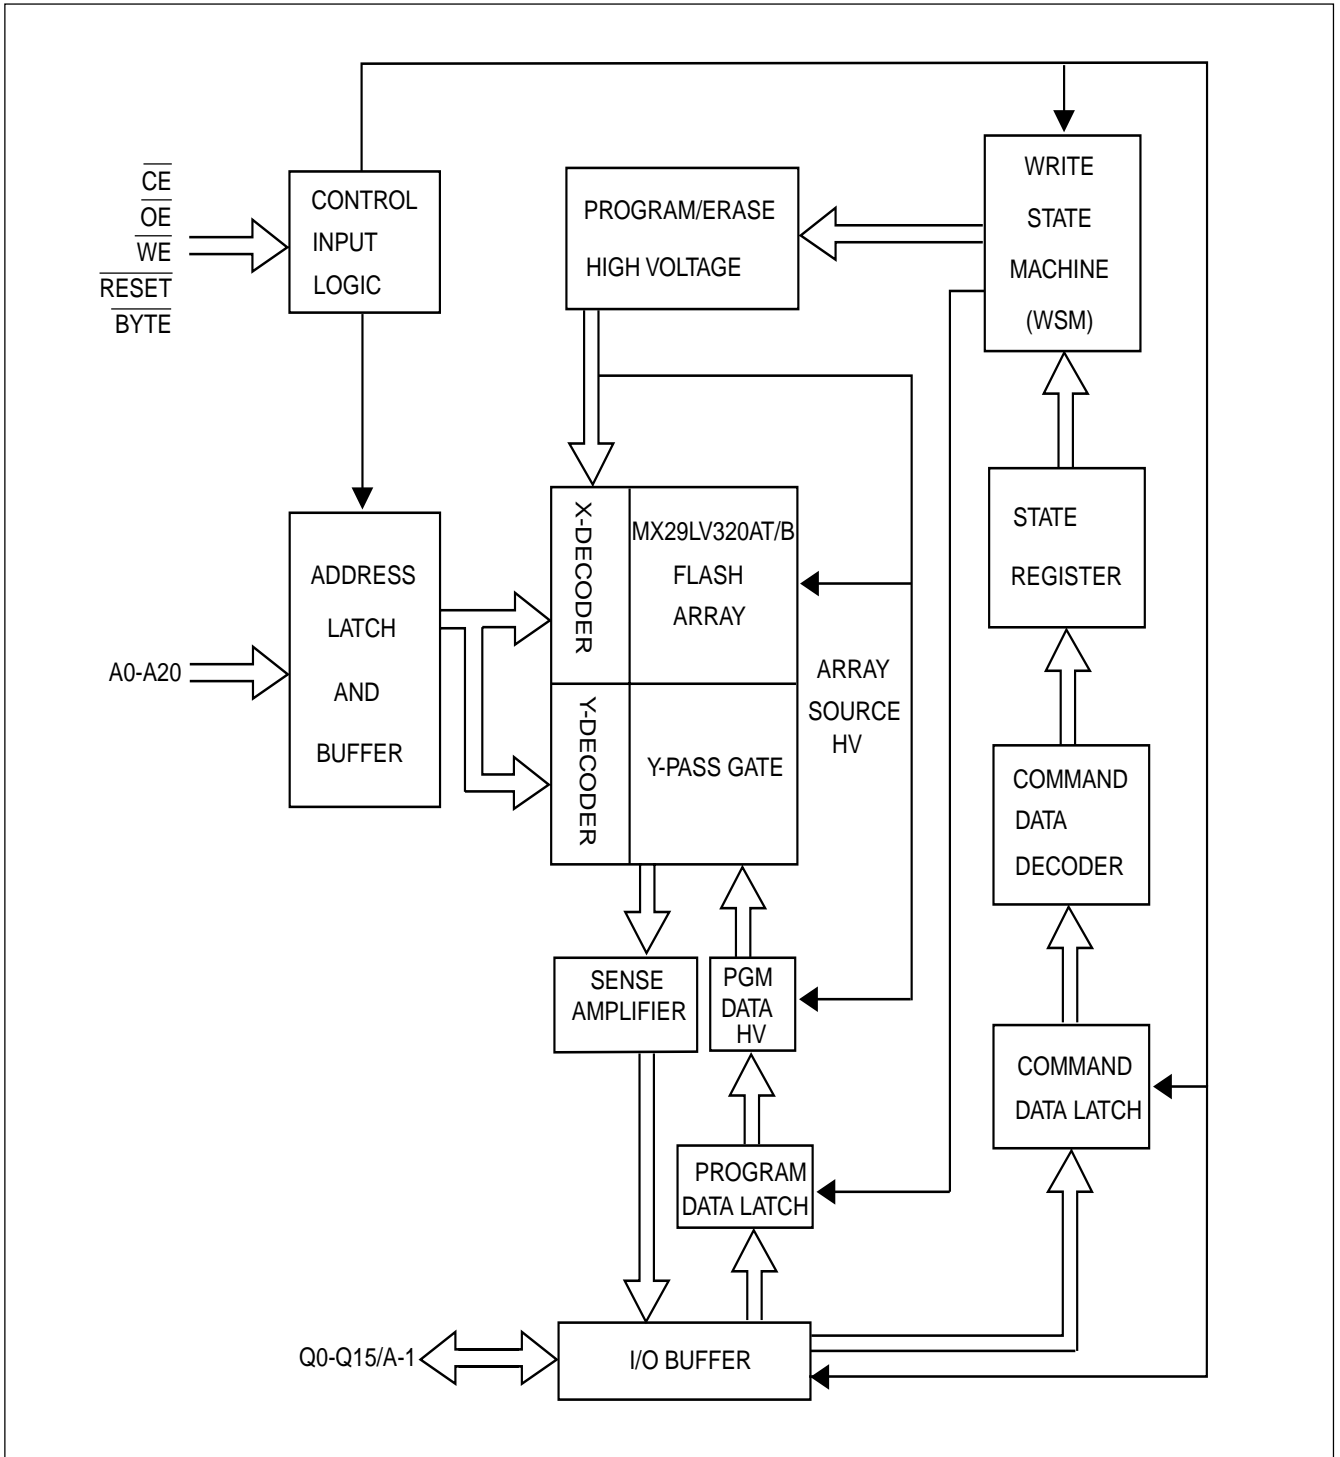 CE
OE
WE
RESET
BYTE
CONTROL
INPUT
LOGIC
PROGRAM/ERASE
HIGH VOLTAGE
WRITE
STATE
MACHINE
(WSM)
STATE
REGISTER
X-DECODER
MX29LV320AT/B
FLASH
ARRAY
ADDRESS
LATCH
AND
BUFFER
A0-A20
ARRAY
SOURCE
HV
Y-DECODER
Y-PASS GATE
COMMAND
DATA
DECODER
SENSE
AMPLIFIER
PGM
DATA
HV
COMMAND
DATA LATCH
PROGRAM
DATA LATCH
Q0-Q15/A-1
I/O BUFFER